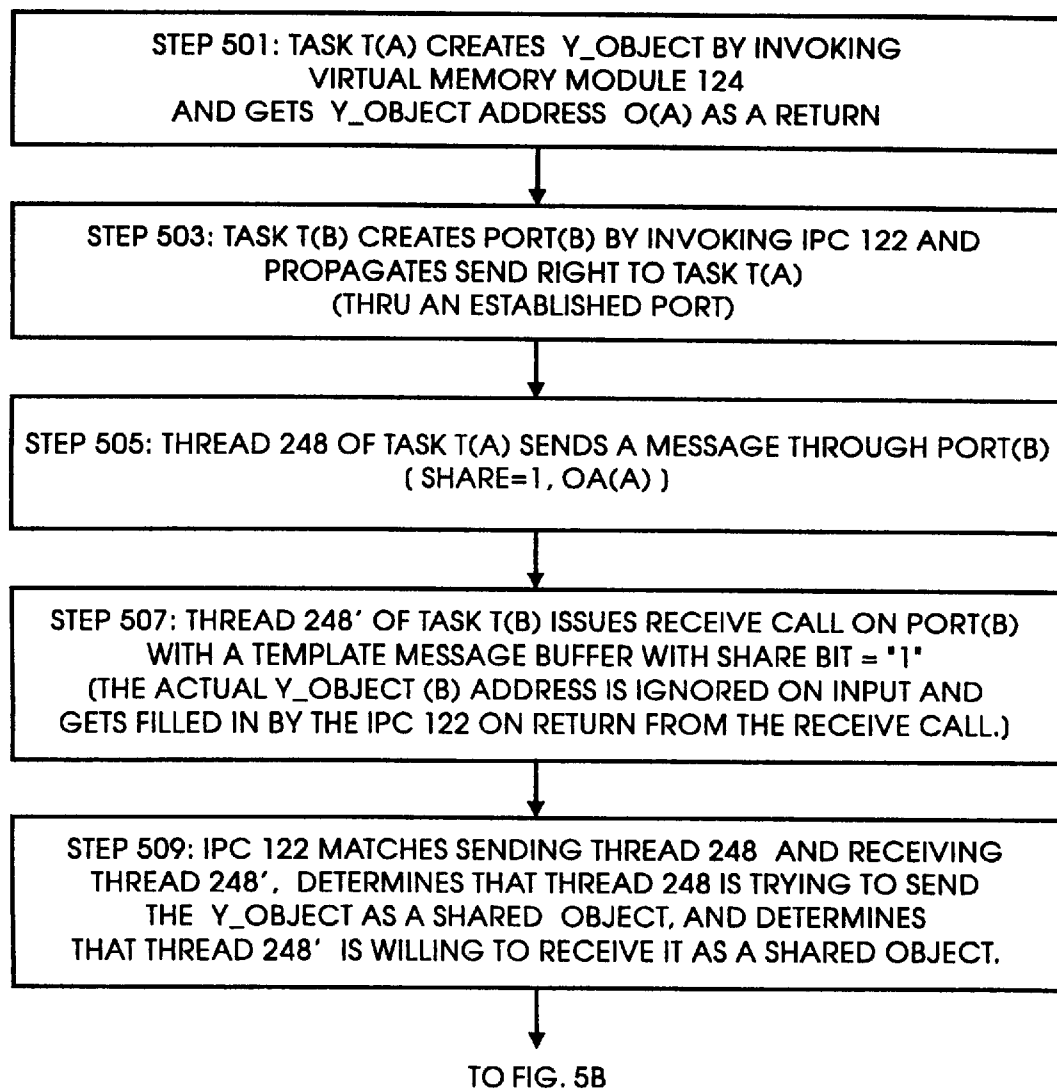 STEP 501: TASK T(A) CREATES Y_OBJECT BY INVOKING
VIRTUAL MEMORY MODULE 124
AND GETS Y_OBJECT ADDRESS O(A) AS A RETURN
STEP 503: TASK T(B) CREATES PORT(B) BY INVOKING IPC 122 AND
PROPAGATES SEND RIGHT TO TASK T(A)
(THRU AN ESTABLISHED PORT)
STEP 505: THREAD 248 OF TASK T(A) SENDS A MESSAGE THROUGH PORT(B)
( SHARE=1, OA(A) )
STEP 507: THREAD 248' OF TASK T(B) ISSUES RECEIVE CALL ON PORT(B)
WITH A TEMPLATE MESSAGE BUFFER WITH SHARE BIT = "1"
(THE ACTUAL Y_OBJECT (B) ADDRESS IS IGNORED ON INPUT AND
GETS FILLED IN BY THE IPC 122 ON RETURN FROM THE RECEIVE CALL.)
STEP 509: IPC 122 MATCHES SENDING THREAD 248 AND RECEIVING
THREAD 248', DETERMINES THAT THREAD 248 IS TRYING TO SEND
THE Y_OBJECT AS A SHARED OBJECT, AND DETERMINES
THAT THREAD 248' IS WILLING TO RECEIVE IT AS A SHARED OBJECT.
TO FIG. 5B